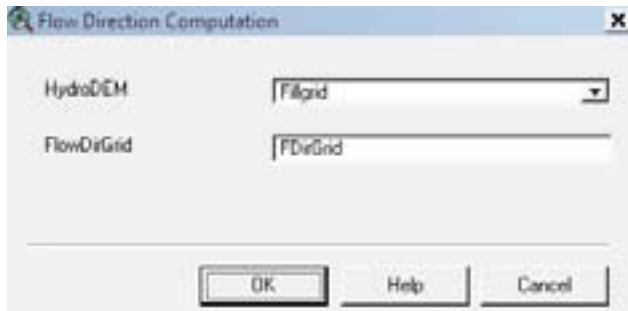 Flow Direction Computation
HydroDEM Fillgrid
FlowDirGrid FDirGrid
OK Help Cancel